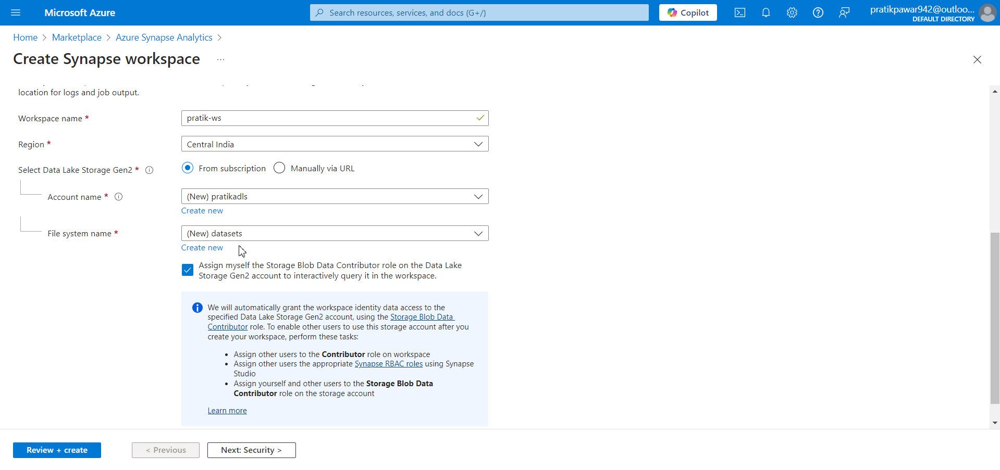 Microsoft Azure
Search resources, services, and docs (G+/)
Copilot
pratikpawar942@outloo...
DEFAULT DIRECTORY
Home > Marketplace > Azure Synapse Analytics >
Create Synapse workspace ...
location for logs and job output.
Workspace name *
pratik-ws
Region *
Central India
Select Data Lake Storage Gen2 *
From subscription
Manually via URL
Account name *
(New) pratikadls
Create new
File system name *
(New) datasets
Create new
Assign myself the Storage Blob Data Contributor role on the Data Lake
Storage Gen2 account to interactively query it in the workspace.
We will automatically grant the workspace identity data access to the
specified Data Lake Storage Gen2 account, using the Storage Blob Data
Contributor role. To enable other users to use this storage account after you
create your workspace, perform these tasks:
• Assign other users to the Contributor role on workspace
• Assign other users the appropriate Synapse RBAC roles using Synapse
Studio
• Assign yourself and other users to the Storage Blob Data
Contributor role on the storage account
Learn more
Review + create
< Previous
Next: Security >